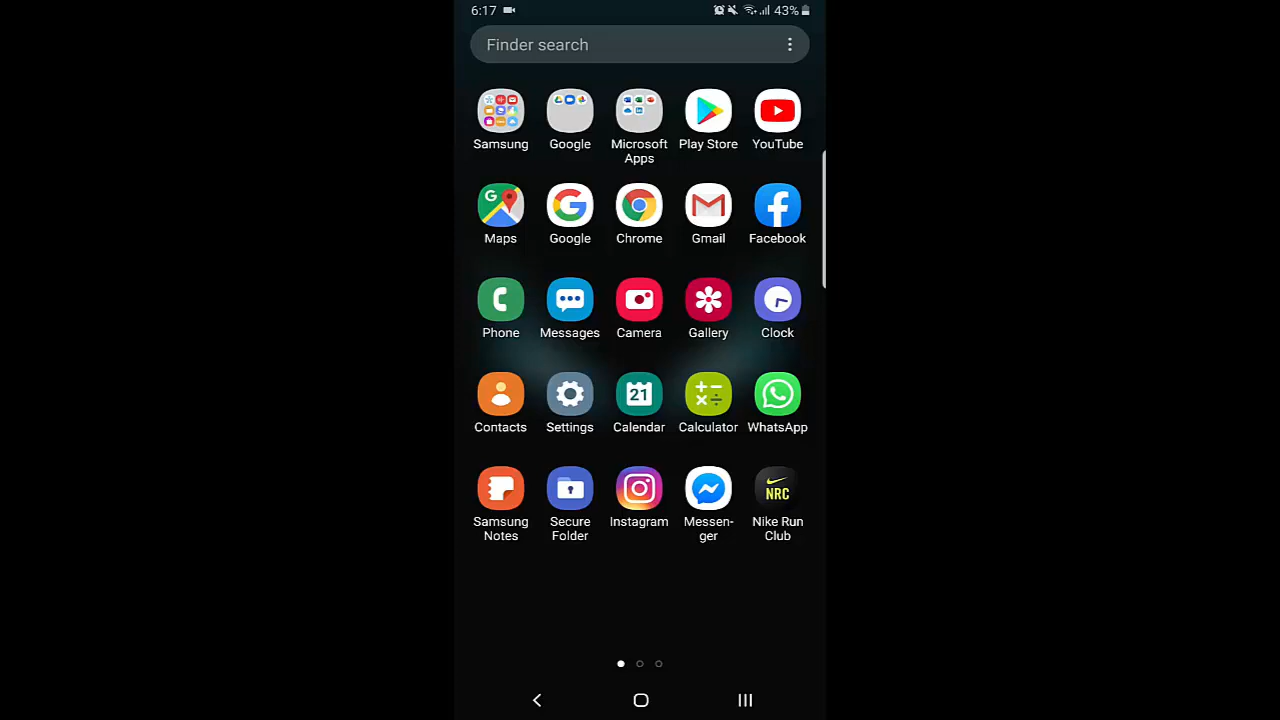 6:17 43%
Finder search
Samsung Google Microsoft Apps Play Store YouTube
G
Maps Google Chrome Gmail Facebook
Phone Messages Camera Gallery Clock
21
Contacts Settings Calendar Calculator WhatsApp
NRC
Samsung Notes Secure Folder Instagram Messen-ger Nike Run Club